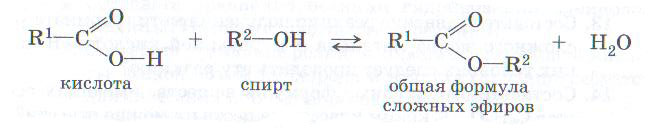 R¹—C(=O)—O—H + R²—OH ⇌ R¹—C(=O)—O—R² + H₂O
кислота спирт общая формула
сложных эфиров